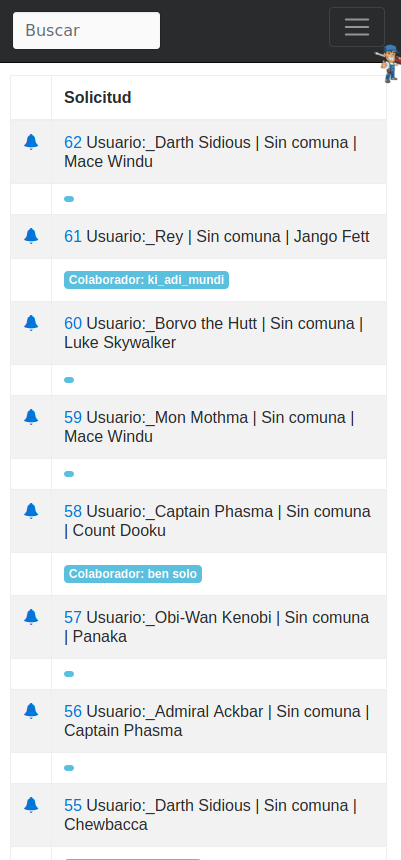 Buscar
Solicitud
62 Usuario:_Darth Sidious | Sin comuna |
Mace Windu
61 Usuario:_Rey | Sin comuna | Jango Fett
Colaborador: ki_adi_mundi
60 Usuario:_Borvo the Hutt | Sin comuna |
Luke Skywalker
59 Usuario:_Mon Mothma | Sin comuna |
Mace Windu
58 Usuario:_Captain Phasma | Sin comuna
| Count Dooku
Colaborador: ben solo
57 Usuario:_Obi-Wan Kenobi | Sin comuna
| Panaka
56 Usuario:_Admiral Ackbar | Sin comuna |
Captain Phasma
55 Usuario:_Darth Sidious | Sin comuna |
Chewbacca